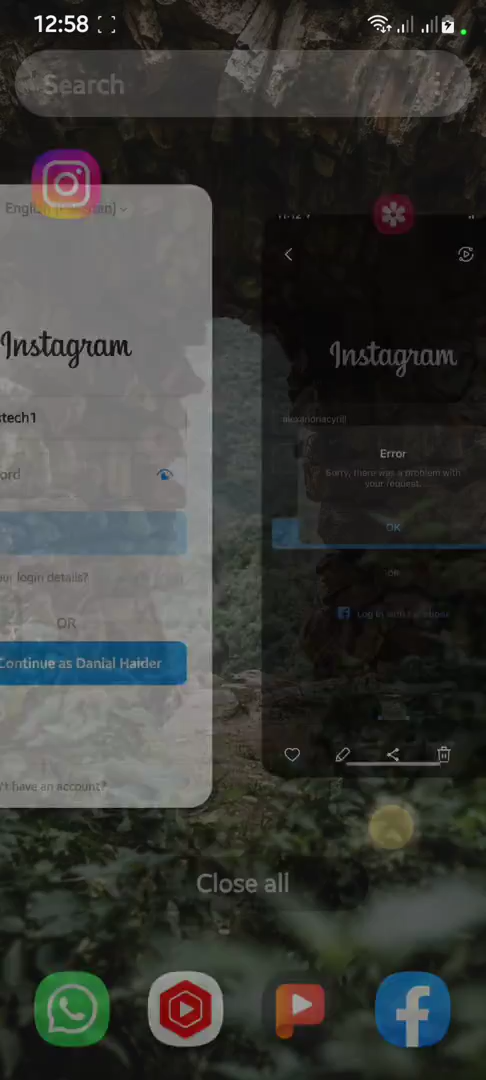 12:58
Search
English (
Instagram
tech1
ord
our login details?
OR
Continue as Danial Haider
't have an account?
Instagram
Error
Sorry, there was a problem with
your request.
OK
OR
Log in with Facebook
Close all